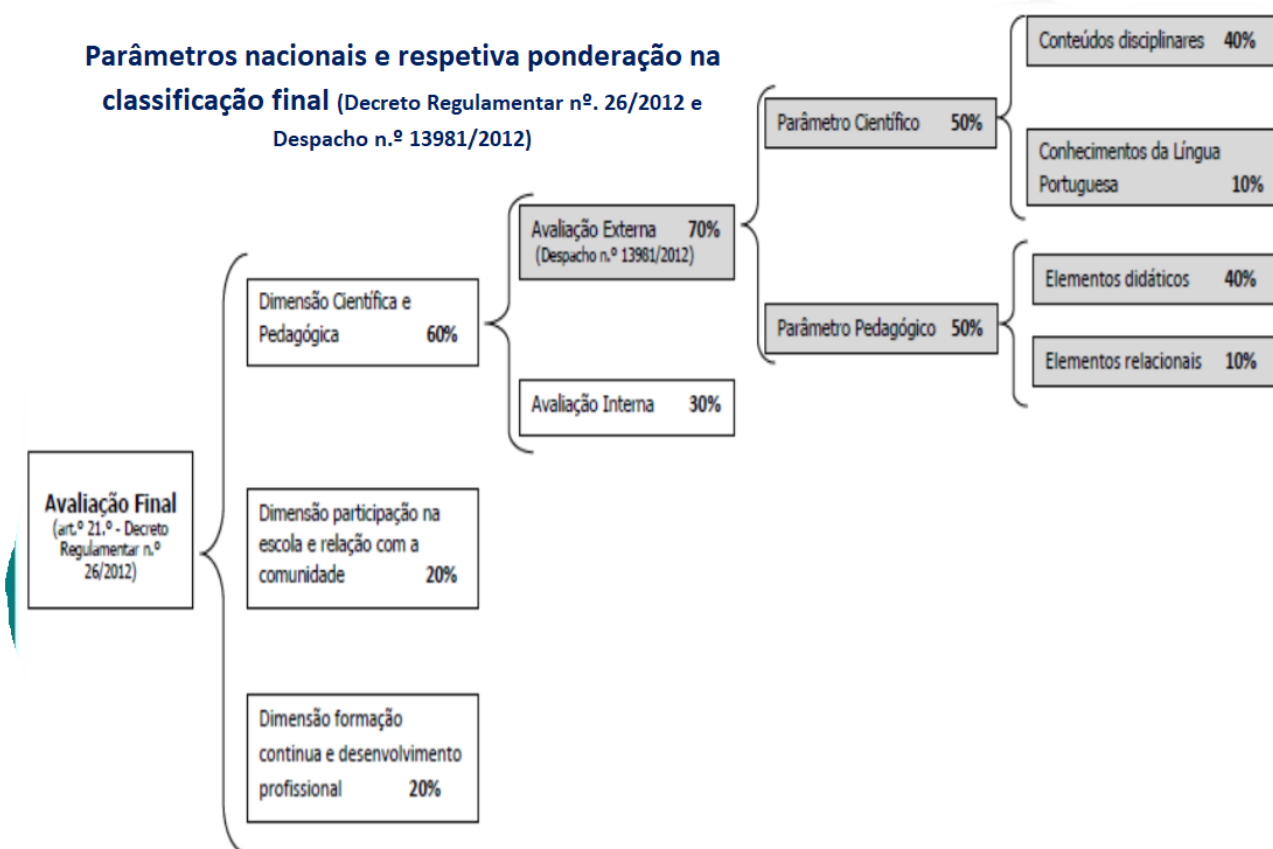 Parâmetros nacionais e respetiva ponderação na
classificação final (Decreto Regulamentar nº. 26/2012 e
Despacho n.º 13981/2012)
Avaliação Final
(art.º 21.º - Decreto
Regulamentar n.º
26/2012)
Dimensão Científica e
Pedagógica 60%
Dimensão participação na
escola e relação com a
comunidade 20%
Dimensão formação
continua e desenvolvimento
profissional 20%
Avaliação Externa 70%
(Despacho n.º 13981/2012)
Avaliação Interna 30%
Parâmetro Científico 50%
Parâmetro Pedagógico 50%
Conteúdos disciplinares 40%
Conhecimentos da Língua
Portuguesa 10%
Elementos didáticos 40%
Elementos relacionais 10%